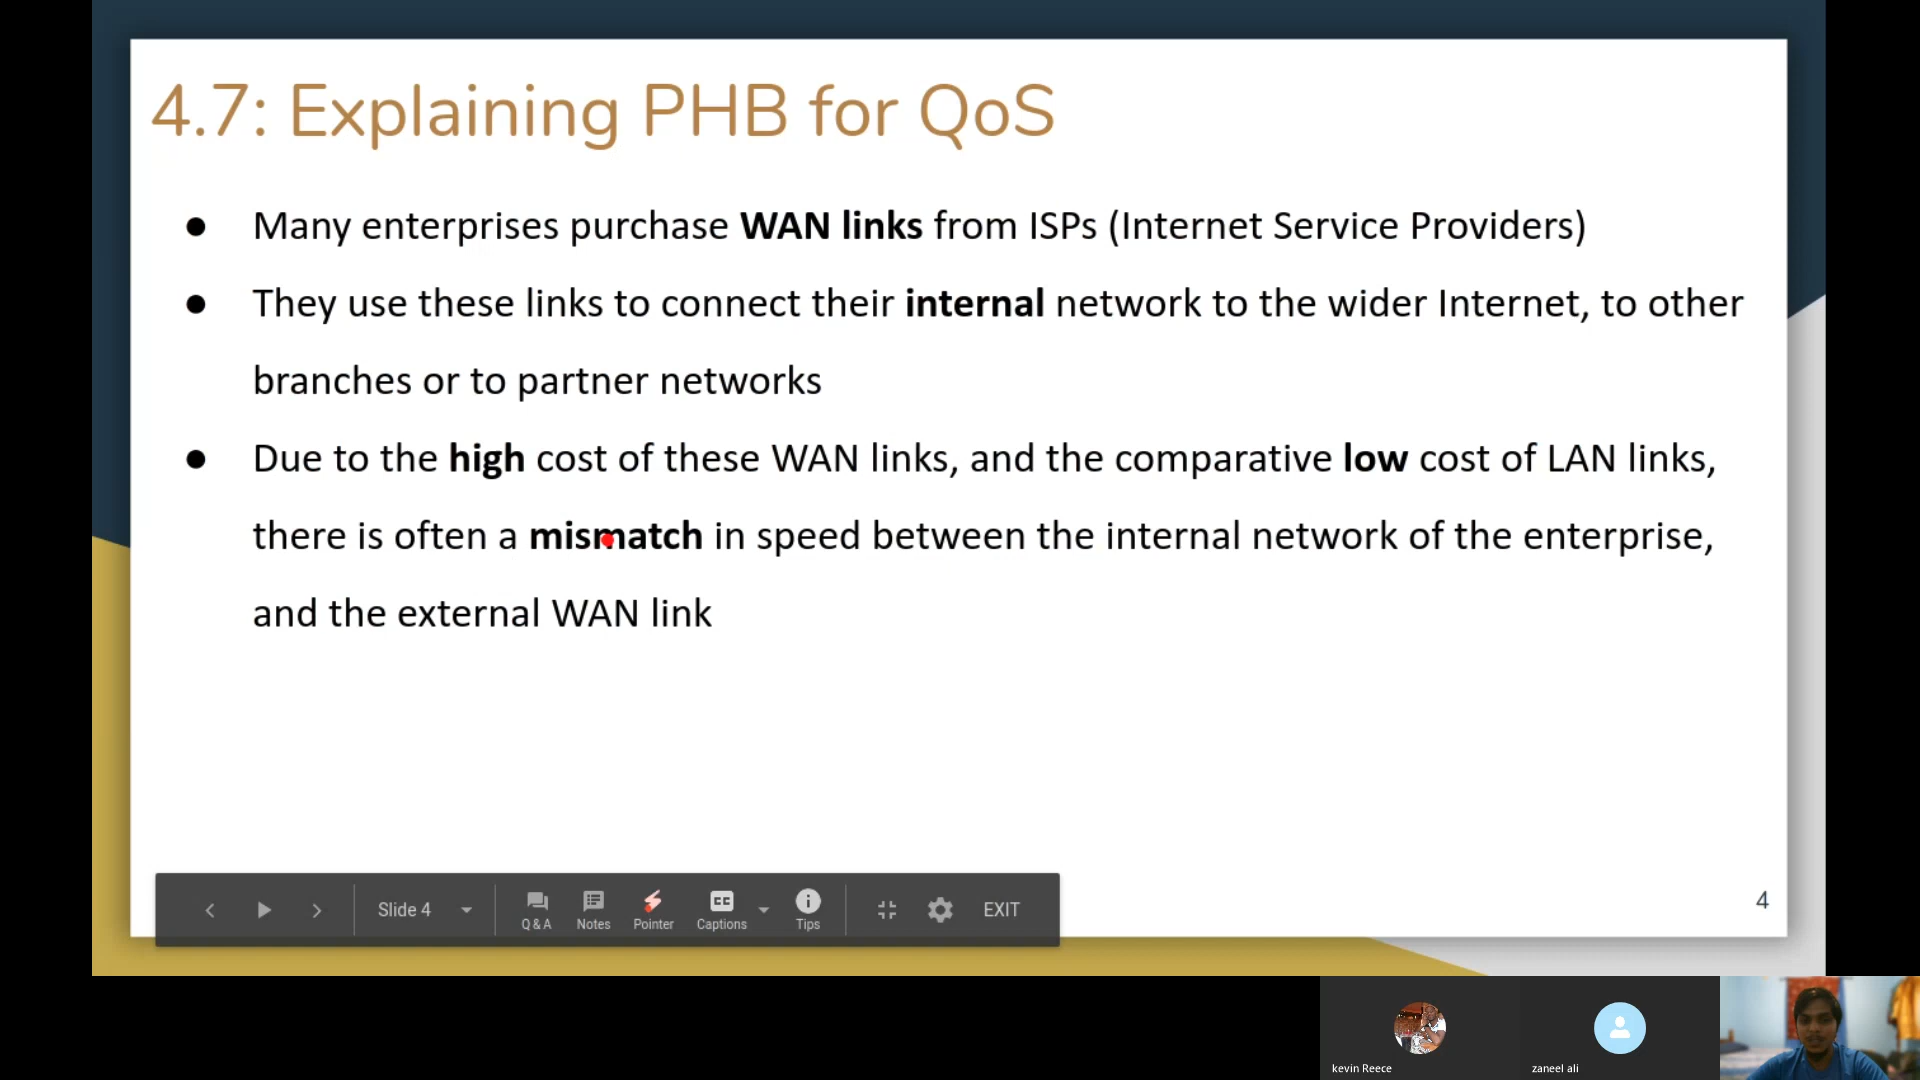 4.7: Explaining PHB for QoS
● Many enterprises purchase WAN links from ISPs (Internet Service Providers)
● They use these links to connect their internal network to the wider Internet, to other
branches or to partner networks
● Due to the high cost of these WAN links, and the comparative low cost of LAN links,
there is often a mismatch in speed between the internal network of the enterprise,
and the external WAN link
4
Slide 4
Q & A
Notes
Pointer
CC
Captions
Tips
EXIT
kevin Reece
zaneel ali